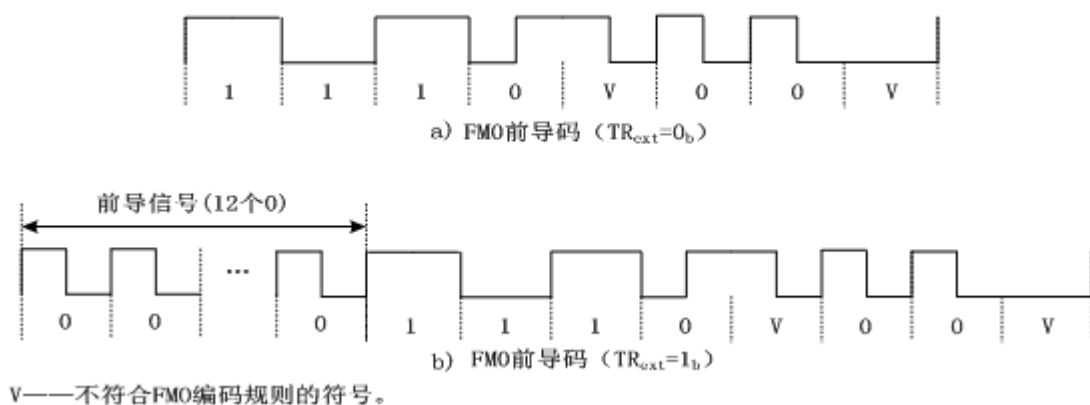 1 1 1 0 V 0 0 V
a) FM0前导码（TRext=0b）
前导信号(12个0)
...
0 0 0 1 1 1 0 V 0 0 V
b) FM0前导码（TRext=1b）
V——不符合FM0编码规则的符号。